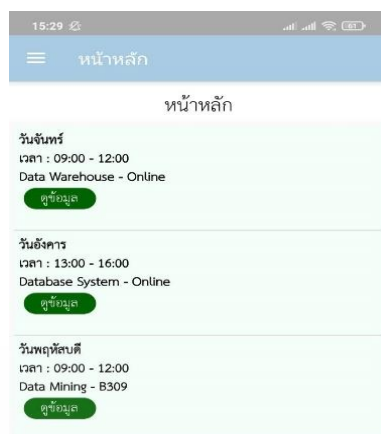 15:29
หน้าหลัก
หน้าหลัก
วันจันทร์
เวลา : 09:00 - 12:00
Data Warehouse - Online
ดูข้อมูล
วันอังคาร
เวลา : 13:00 - 16:00
Database System - Online
ดูข้อมูล
วันพฤหัสบดี
เวลา : 09:00 - 12:00
Data Mining - B309
ดูข้อมูล